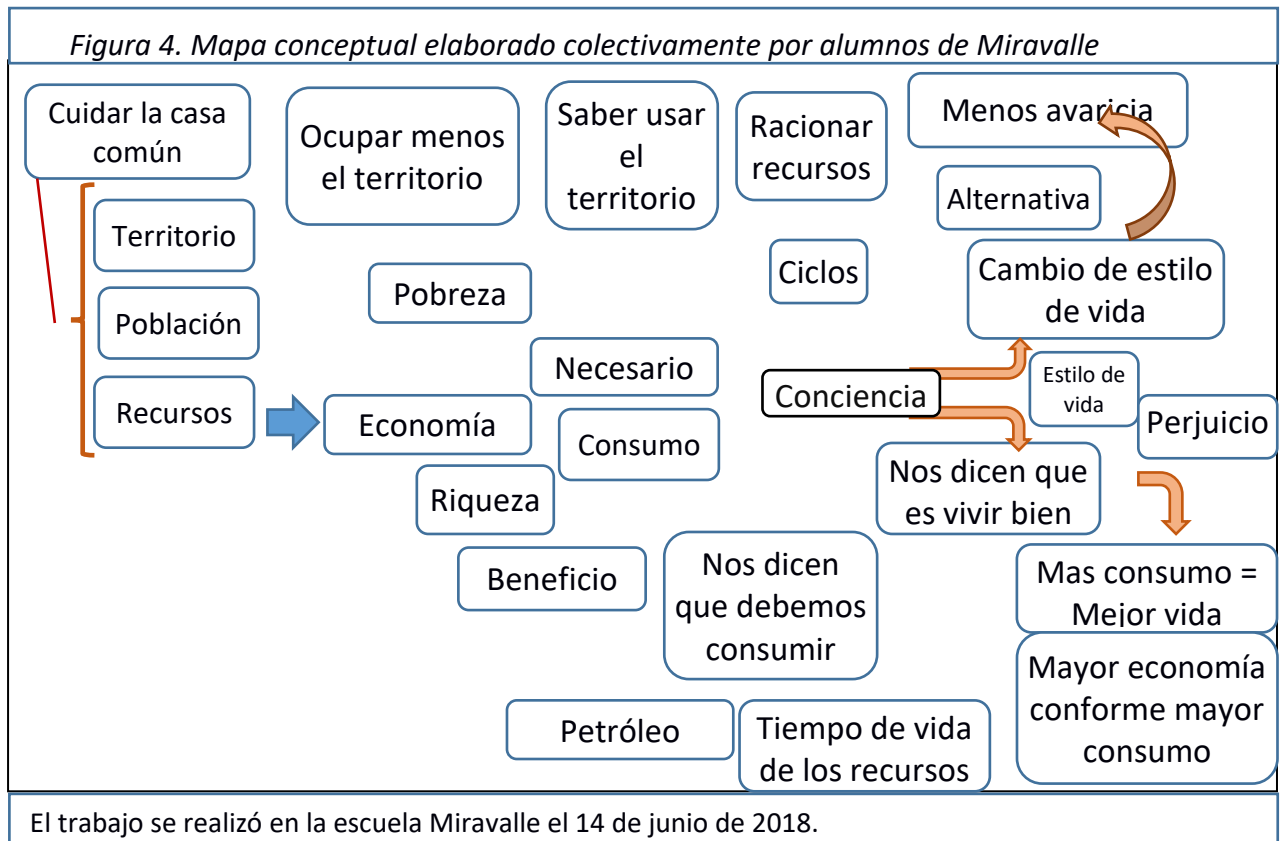 Figura 4. Mapa conceptual elaborado colectivamente por alumnos de Miravalle
Cuidar la casa
común
Ocupar menos
el territorio
Saber usar
el
territorio
Racionar
recursos
Menos avaricia
Alternativa
Territorio
Población
Recursos
Pobreza
Ciclos
Cambio de estilo
de vida
Necesario
Conciencia
Estilo de
vida
Perjuicio
Economía
Consumo
Riqueza
Nos dicen que
es vivir bien
Beneficio
Nos dicen
que debemos
consumir
Mas consumo =
Mejor vida
Mayor economía
conforme mayor
consumo
Petróleo
Tiempo de vida
de los recursos
El trabajo se realizó en la escuela Miravalle el 14 de junio de 2018.